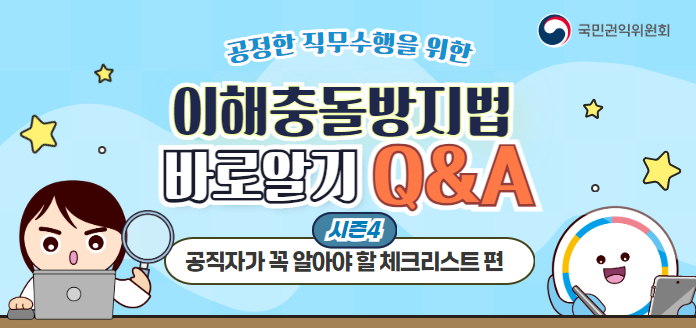 국민권익위원회
공정한 직무수행을 위한
이해충돌방지법
바로알기 Q&A
시즌4
공직자가 꼭 알아야 할 체크리스트 편